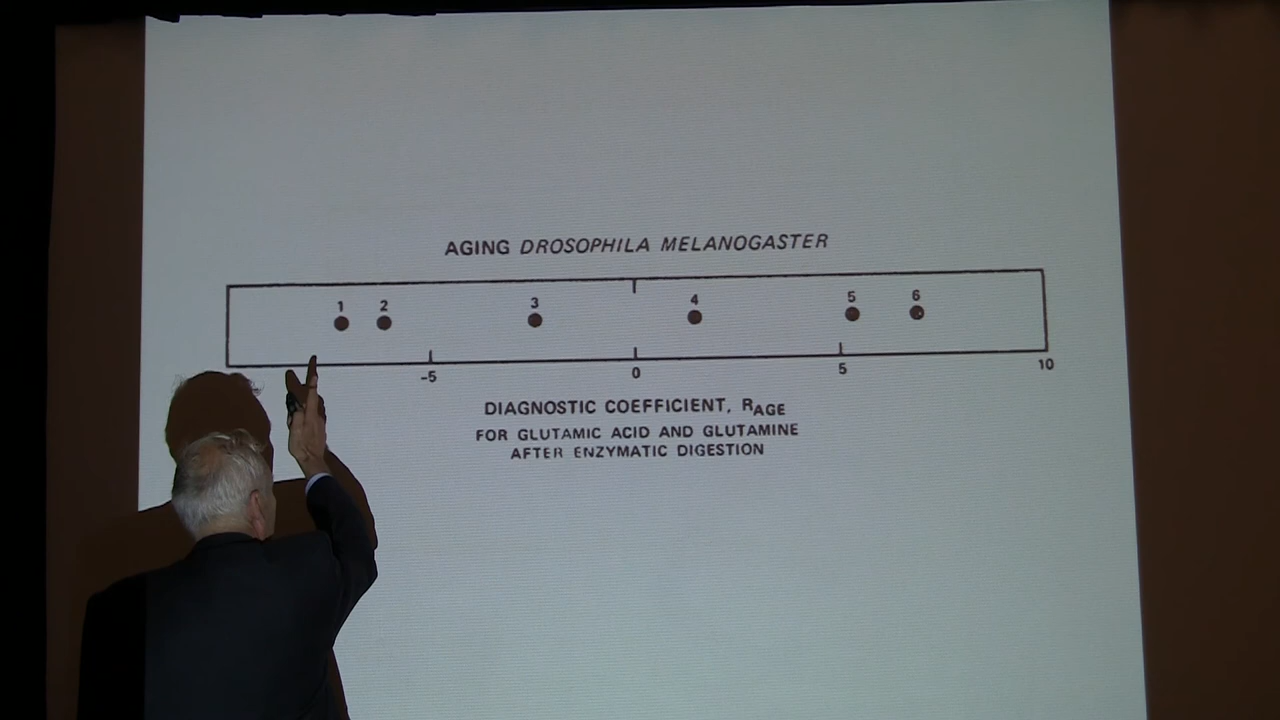 AGING DROSOPHILA MELANOGASTER
1 2 3 4 5 6
-5 0 5 10
DIAGNOSTIC COEFFICIENT, RAGE
FOR GLUTAMIC ACID AND GLUTAMINE
AFTER ENZYMATIC DIGESTION